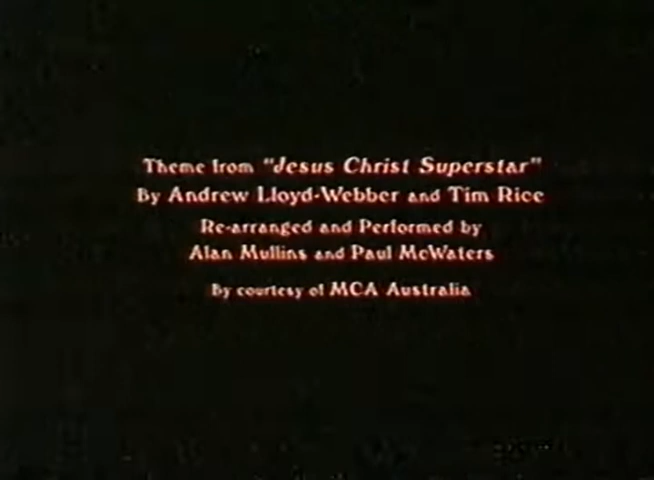 Theme from "Jesus Christ Superstar"
By Andrew Lloyd-Webber and Tim Rice
Re-arranged and Performed by
Alan Mullins and Paul McWaters
By courtesy of MCA Australia